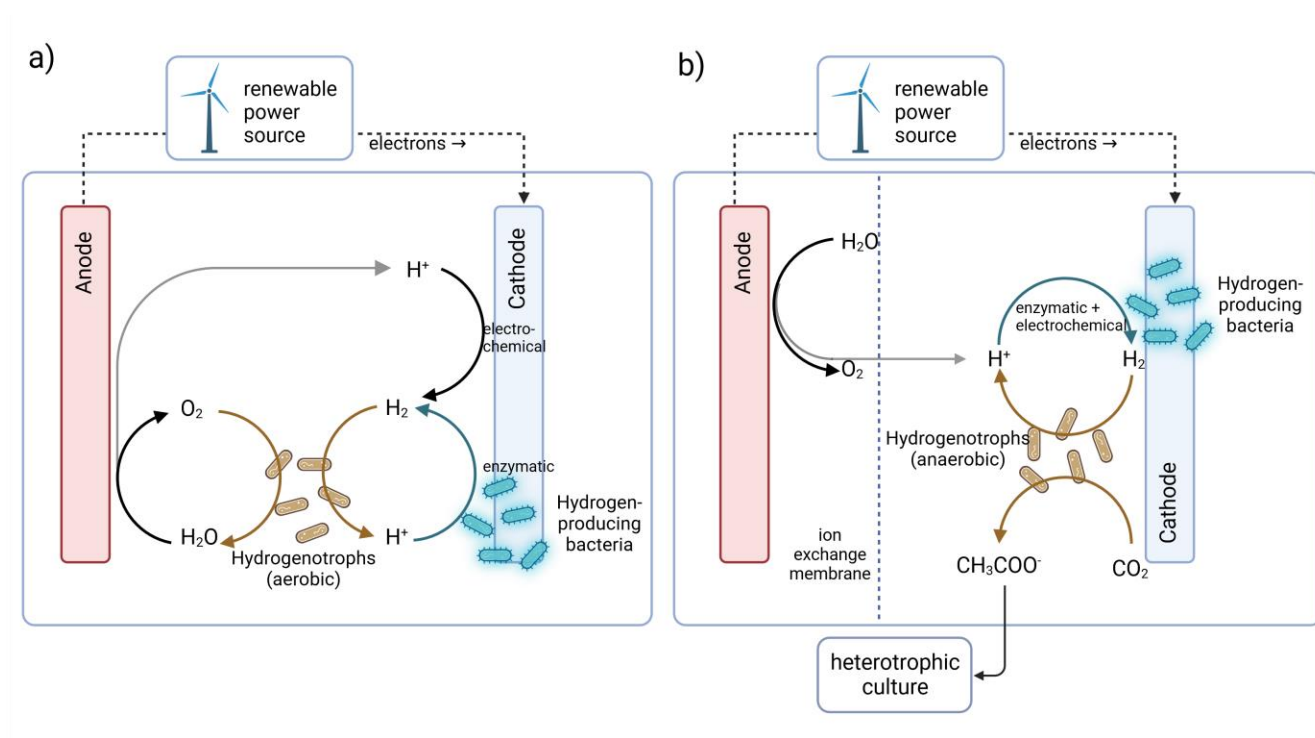 a)
renewable
power
source
electrons →
Anode
Cathode
H⁺
electro-
chemical
O₂
H₂
enzymatic
Hydrogen-
producing
bacteria
H₂O
H⁺
Hydrogenotrophs
(aerobic)
b)
renewable
power
source
electrons →
Anode
H₂O
O₂
ion
exchange
membrane
enzymatic +
electrochemical
H⁺
H₂
Hydrogen-
producing
bacteria
Hydrogenotrophs
(anaerobic)
Cathode
CH₃COO⁻
CO₂
heterotrophic
culture